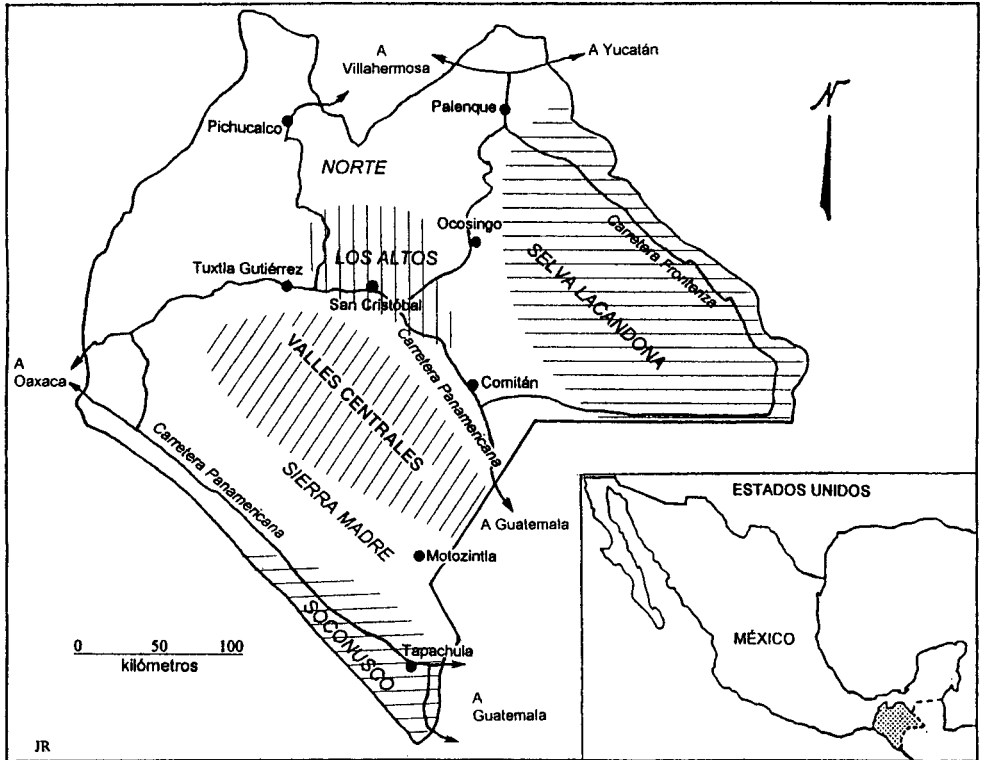 A
Villahermosa
A Yucatán
N
Palenque
Pichucalco
NORTE
Ocosingo
LOS ALTOS
Carretera Fronteriza
SELVA LACANDONA
Tuxtla Gutiérrez
San Cristóbal
VALLES CENTRALES
Carretera Panamericana
A
Oaxaca
Comitán
Carretera Panamericana
SIERRA MADRE
A Guatemala
Motozintla
SOCONUSCO
Tapachula
A
Guatemala
0 50 100
kilómetros
JR
ESTADOS UNIDOS
MÉXICO